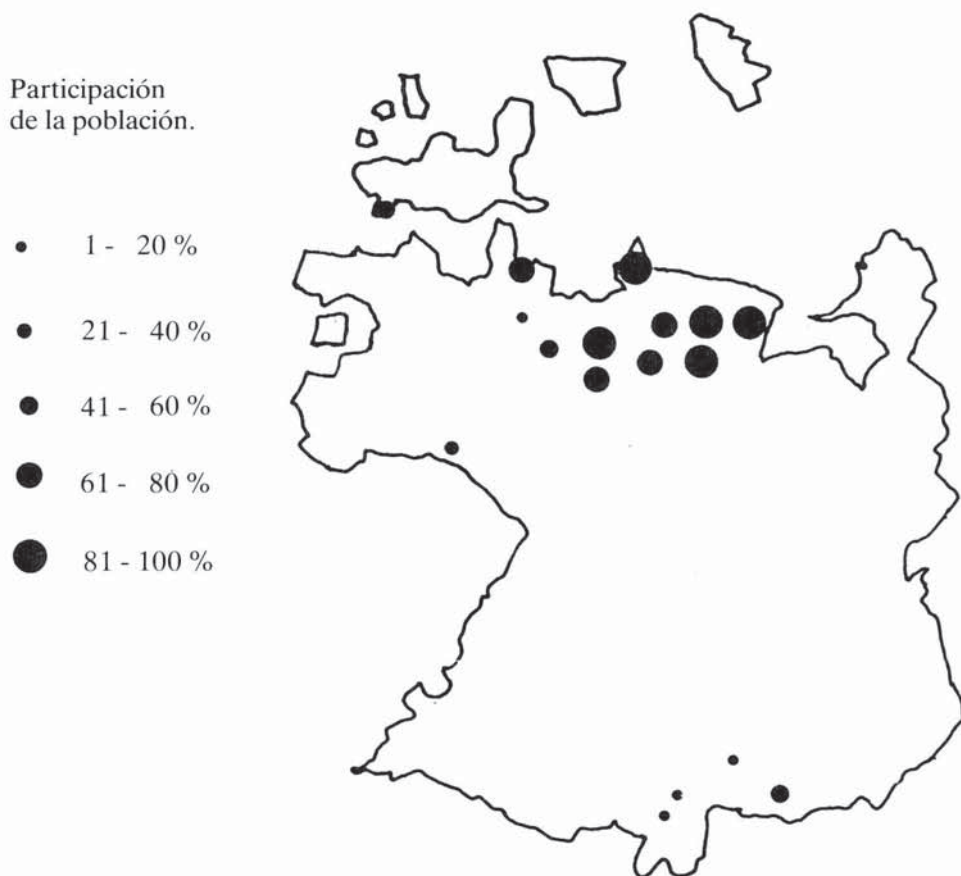 Participación
de la población.
1 - 20 %
21 - 40 %
41 - 60 %
61 - 80 %
81 - 100 %